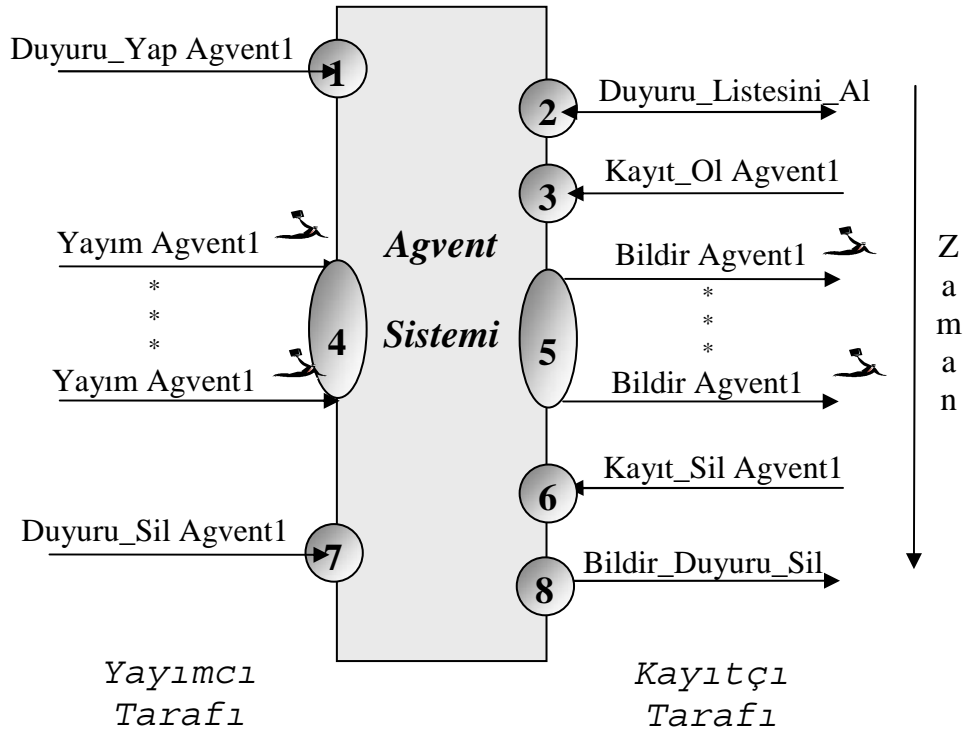 Duyuru_Yap Agvent1
1
2
Duyuru_Listesini_Al
3
Kayıt_Ol Agvent1
Yayım Agvent1
*
*
*
Yayım Agvent1
4
Agvent
Sistemi
5
Bildir Agvent1
*
*
*
Bildir Agvent1
6
Kayıt_Sil Agvent1
Duyuru_Sil Agvent1
7
8
Bildir_Duyuru_Sil
Z
a
m
a
n
Yayımcı
Tarafı
Kayıtçı
Tarafı